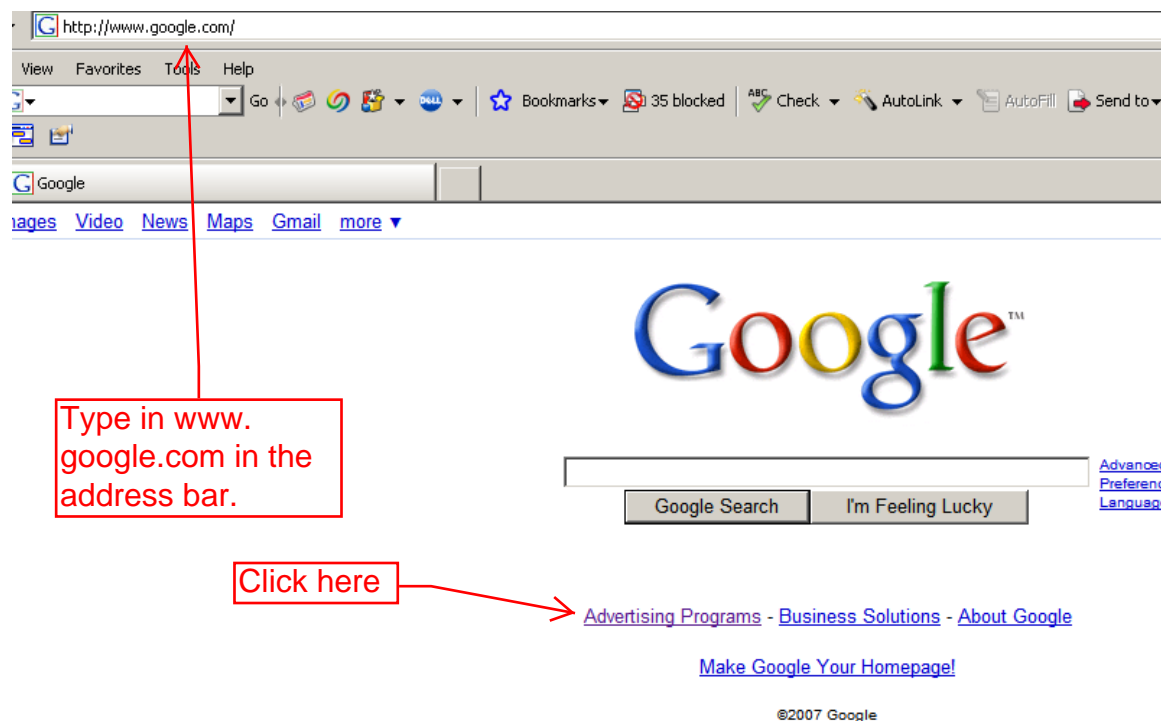 http://www.google.com/
View Favorites Tools Help
Go Bookmarks 35 blocked ABC Check AutoLink AutoFill Send to
Google
Video News Maps Gmail more
Google TM
Type in www.
google.com in the
address bar.
Google Search I'm Feeling Lucky
Click here
Advertising Programs - Business Solutions - About Google
Make Google Your Homepage!
©2007 Google